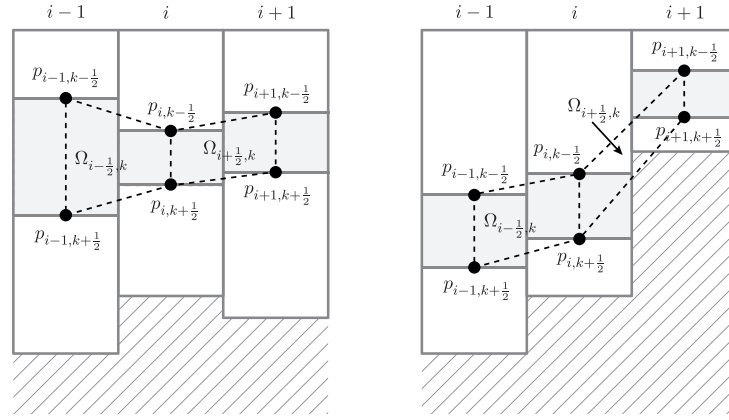 i − 1 i i + 1
p_{i−1,k−1/2}
p_{i,k−1/2}
p_{i+1,k−1/2}
Ω_{i−1/2,k}
Ω_{i+1/2,k}
p_{i−1,k+1/2}
p_{i,k+1/2}
p_{i+1,k+1/2}
i − 1 i i + 1
p_{i+1,k−1/2}
Ω_{i+1/2,k}
p_{i+1,k+1/2}
p_{i,k−1/2}
p_{i−1,k−1/2}
Ω_{i−1/2,k}
p_{i,k+1/2}
p_{i−1,k+1/2}